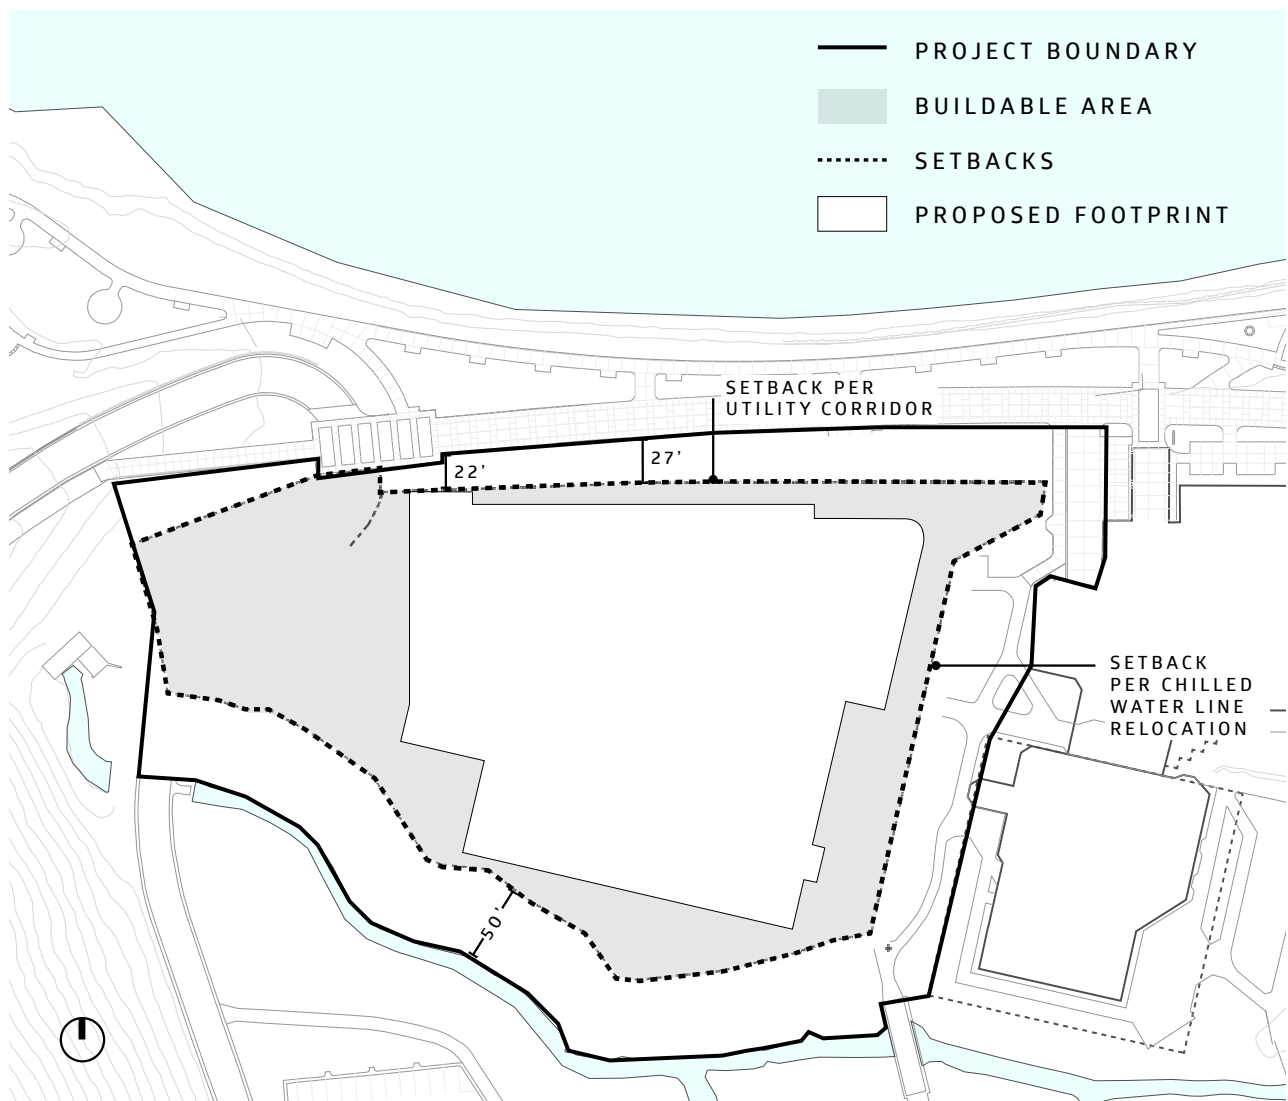 PROJECT BOUNDARY
BUILDABLE AREA
SETBACKS
PROPOSED FOOTPRINT
SETBACK PER
UTILITY CORRIDOR
22'
27'
SETBACK
PER CHILLED
WATER LINE
RELOCATION
50'